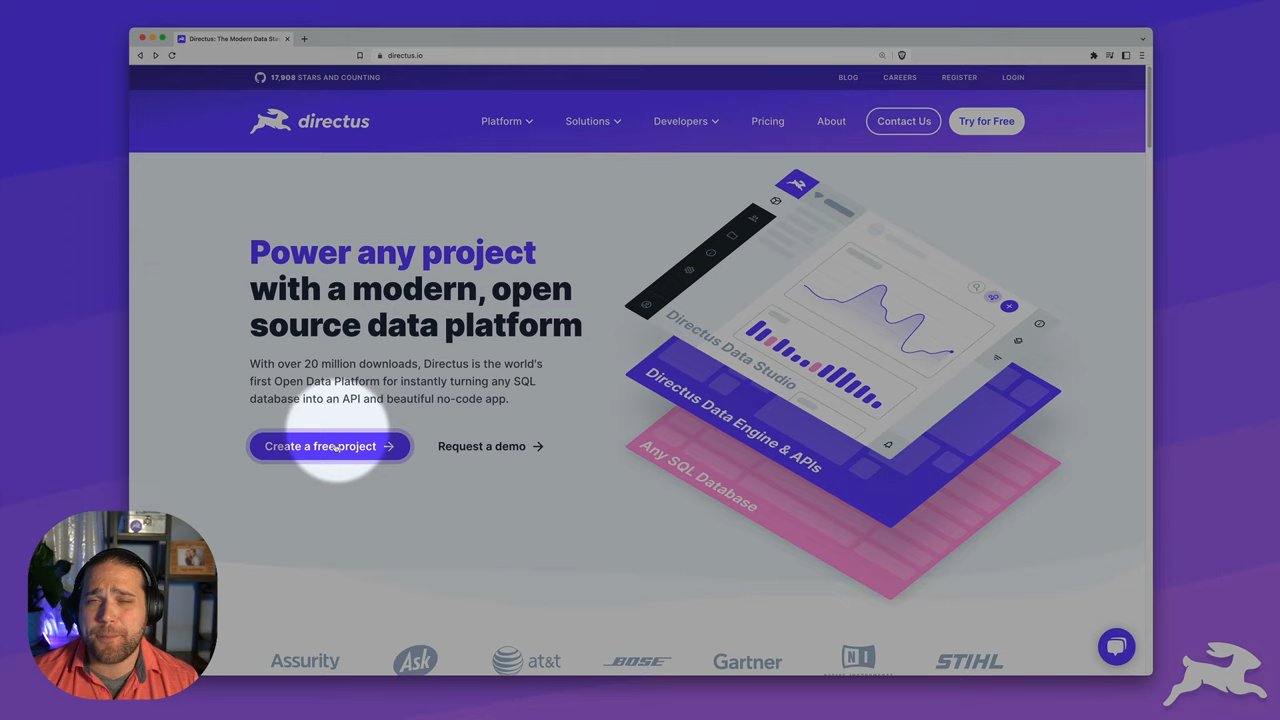 Directus: The Modern Data Sta
directus.io
17,908 STARS AND COUNTING
BLOG
CAREERS
REGISTER
LOGIN
directus
Platform
Solutions
Developers
Pricing
About
Contact Us
Try for Free
Power any project
with a modern, open
source data platform
With over 20 million downloads, Directus is the world's
first Open Data Platform for instantly turning any SQL
database into an API and beautiful no-code app.
Create a free project
Request a demo
Directus Data Studio
Directus Data Engine & APIs
Any SQL Database
Assurity
Ask
at&t
BOSE
Gartner
NI
STIHL